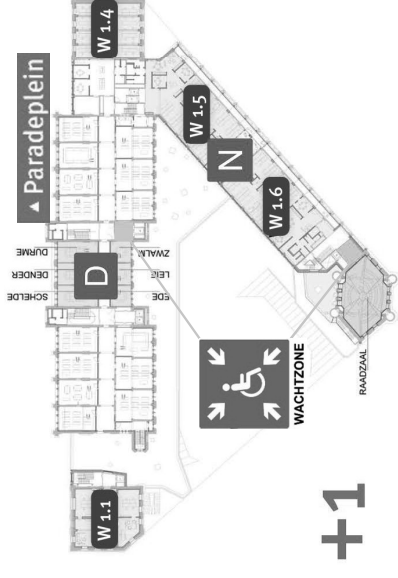 ▲ Paradeplein
W 1.4
W 1.5
N
W 1.6
DURME
DENDER
SCHELDE
D
ZWALM
LEIE
EDE
WACHTZONE
RAADZAAL
W 1.1
+1